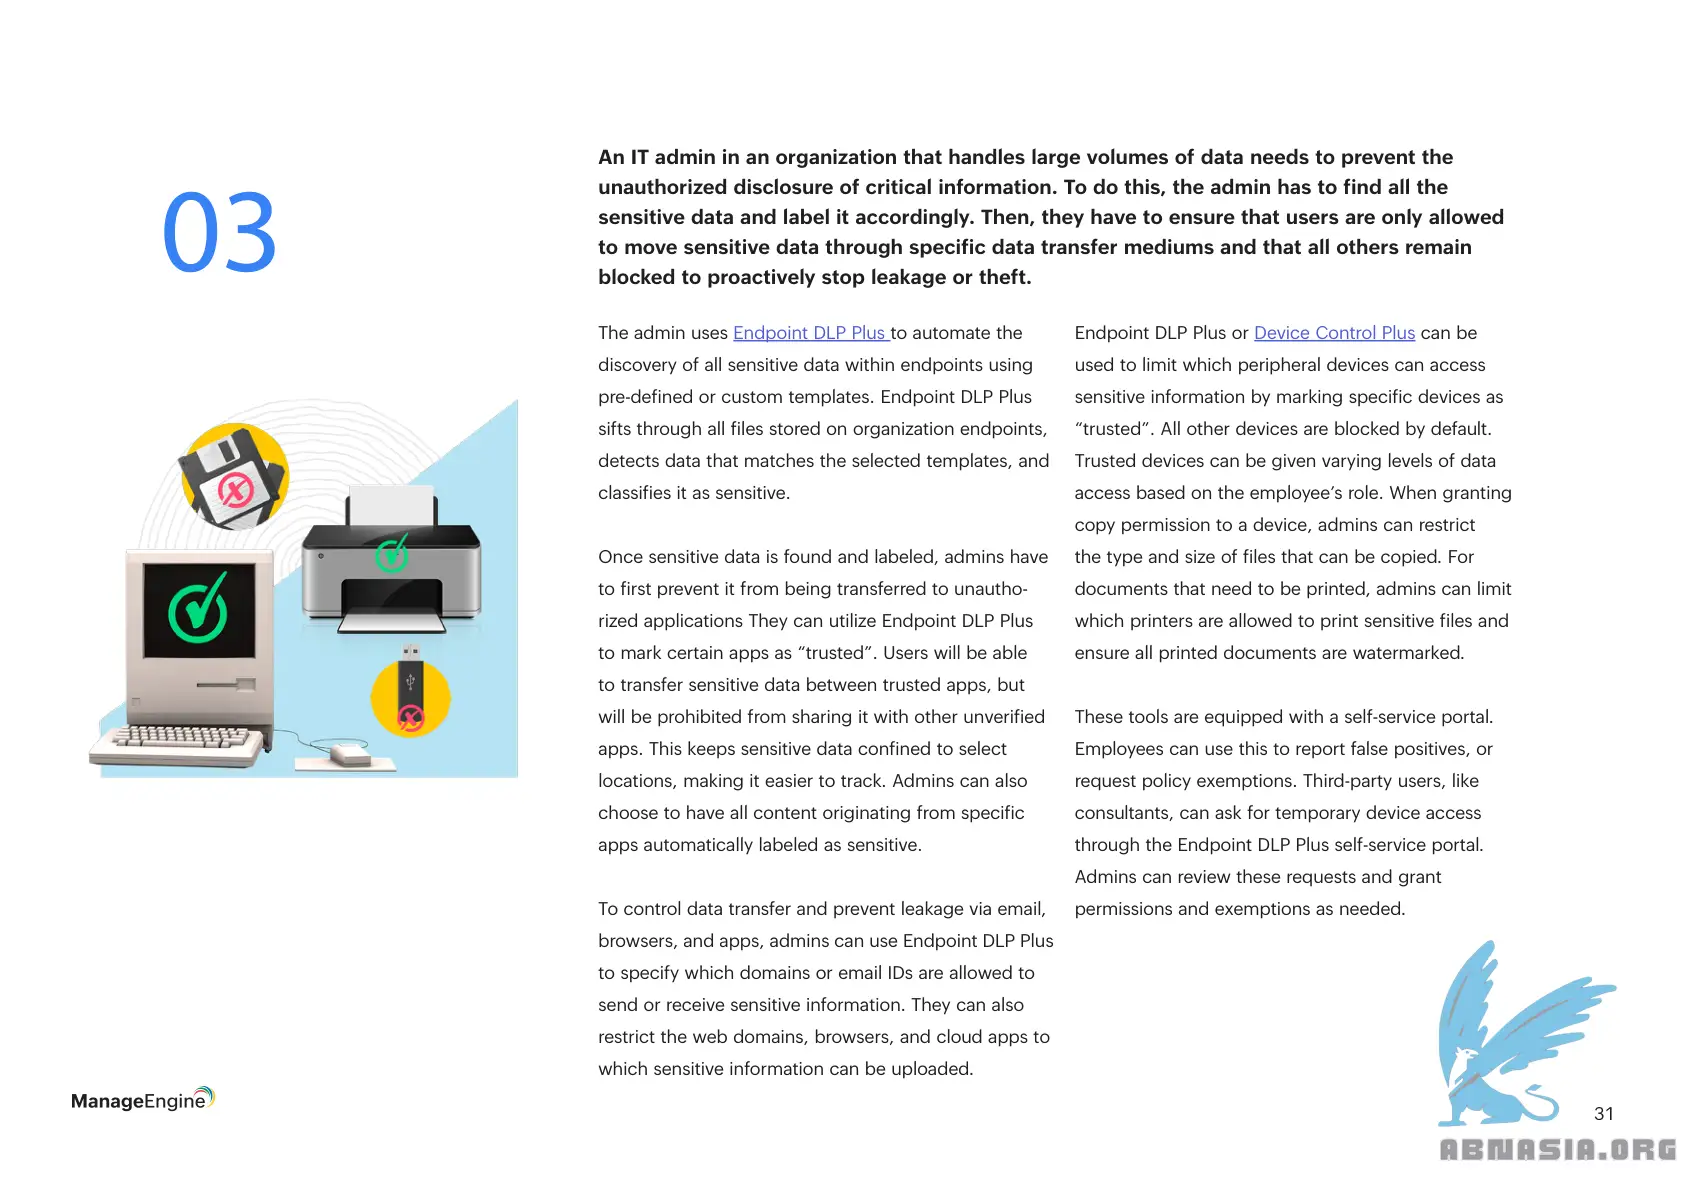 03
An IT admin in an organization that handles large volumes of data needs to prevent the
unauthorized disclosure of critical information. To do this, the admin has to find all the
sensitive data and label it accordingly. Then, they have to ensure that users are only allowed
to move sensitive data through specific data transfer mediums and that all others remain
blocked to proactively stop leakage or theft.
The admin uses Endpoint DLP Plus to automate the
discovery of all sensitive data within endpoints using
pre-defined or custom templates. Endpoint DLP Plus
sifts through all files stored on organization endpoints,
detects data that matches the selected templates, and
classifies it as sensitive.
Once sensitive data is found and labeled, admins have
to first prevent it from being transferred to unautho-
rized applications They can utilize Endpoint DLP Plus
to mark certain apps as “trusted”. Users will be able
to transfer sensitive data between trusted apps, but
will be prohibited from sharing it with other unverified
apps. This keeps sensitive data confined to select
locations, making it easier to track. Admins can also
choose to have all content originating from specific
apps automatically labeled as sensitive.
To control data transfer and prevent leakage via email,
browsers, and apps, admins can use Endpoint DLP Plus
to specify which domains or email IDs are allowed to
send or receive sensitive information. They can also
restrict the web domains, browsers, and cloud apps to
which sensitive information can be uploaded.
Endpoint DLP Plus or Device Control Plus can be
used to limit which peripheral devices can access
sensitive information by marking specific devices as
“trusted”. All other devices are blocked by default.
Trusted devices can be given varying levels of data
access based on the employee’s role. When granting
copy permission to a device, admins can restrict
the type and size of files that can be copied. For
documents that need to be printed, admins can limit
which printers are allowed to print sensitive files and
ensure all printed documents are watermarked.
These tools are equipped with a self-service portal.
Employees can use this to report false positives, or
request policy exemptions. Third-party users, like
consultants, can ask for temporary device access
through the Endpoint DLP Plus self-service portal.
Admins can review these requests and grant
permissions and exemptions as needed.
ManageEngine
31
ABNASIA.ORG